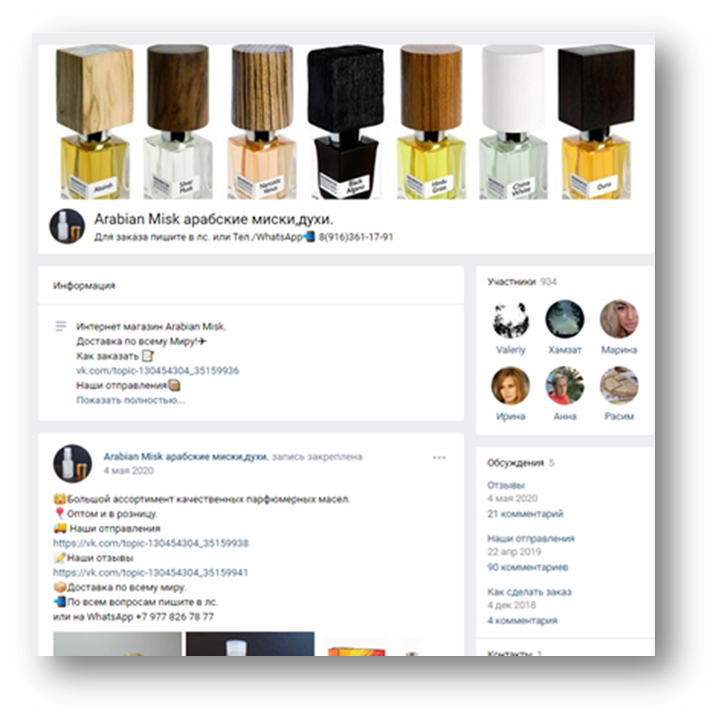 Absinth
Silver Musk
Narcotic Venus
Black Afgano
Hindu Grass
China White
Duro
Arabian Misk арабские миски,духи.
Для заказа пишите в лс. или Тел./WhatsApp📲 8(916)361-17-91
Информация
Интернет магазин Arabian Misk.
Доставка по всему Миру!✈
Как заказать 📝
vk.com/topic-130454304_35159936
Наши отправления📦
Показать полностью...
Arabian Misk арабские миски,духи. запись закреплена
4 мая 2020
Большой ассортимент качественных парфюмерных масел.
📍Оптом и в розницу.
🚚 Наши отправления
https://vk.com/topic-130454304_35159938
📝Наши отзывы
https://vk.com/topic-130454304_35159941
📦Доставка по всему миру.
📲По всем вопросам пишите в лс.
или на WhatsApp +7 977 826 78 77
Участники 934
Valeriy Хамзат Марина
Ирина Анна Расим
Обсуждения 5
Отзывы
4 мая 2020
21 комментарий
Наши отправления
22 апр 2019
90 комментариев
Как сделать заказ
4 дек 2018
4 комментария
Контакты 1